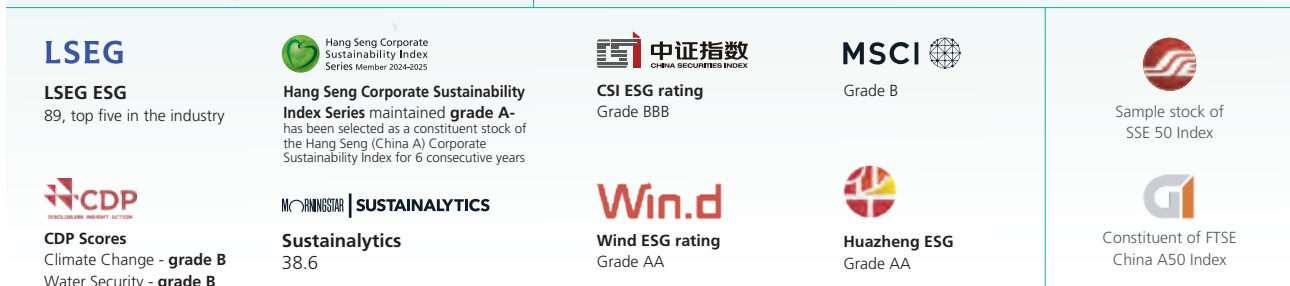 LSEG
LSEG ESG
89, top five in the industry
Hang Seng Corporate
Sustainability Index
Series Member 2024-2025
Hang Seng Corporate Sustainability
Index Series maintained grade A-
has been selected as a constituent stock of
the Hang Seng (China A) Corporate
Sustainability Index for 6 consecutive years
中证指数
CHINA SECURITIES INDEX
CSI ESG rating
Grade BBB
MSCI
Grade B
Sample stock of
SSE 50 Index
CDP
DISCLOSURE INSIGHT ACTION
CDP Scores
Climate Change - grade B
Water Security - grade B
MORNINGSTAR | SUSTAINALYTICS
Sustainalytics
38.6
Win.d
Wind ESG rating
Grade AA
Huazheng ESG
Grade AA
Constituent of FTSE
China A50 Index